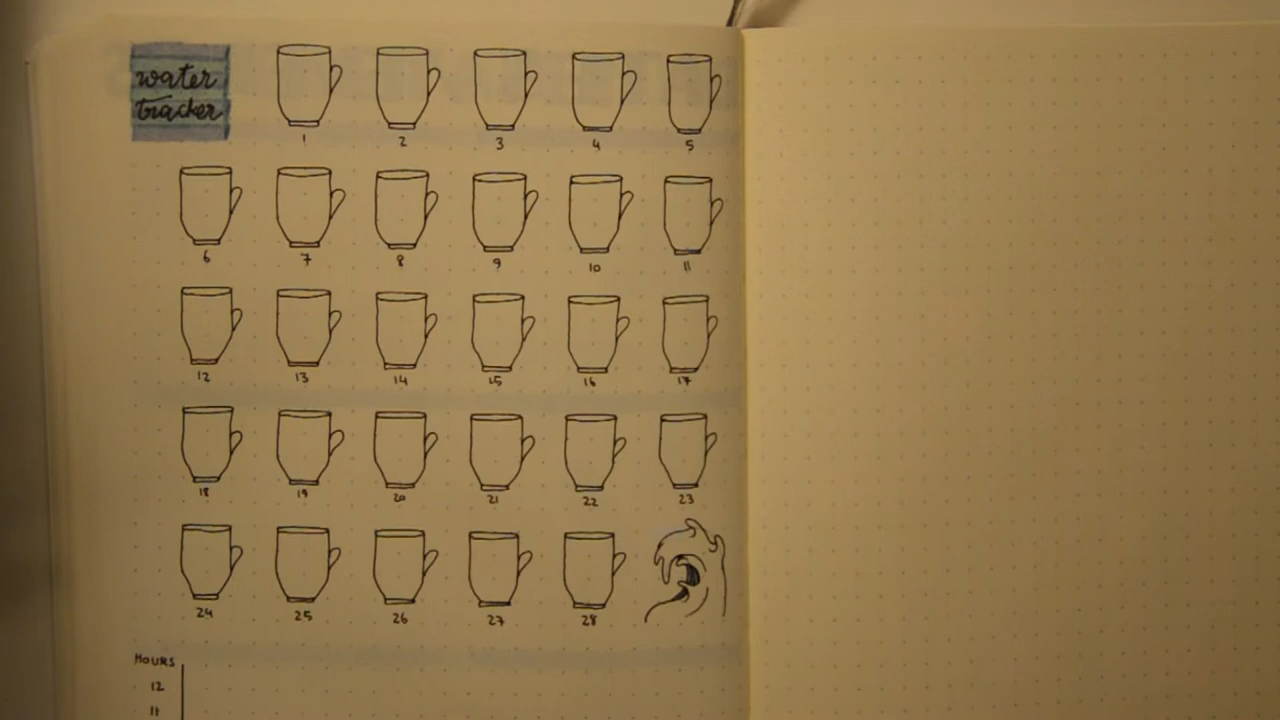 water
tracker
1 2 3 4 5
6 7 8 9 10 11
12 13 14 15 16 17
18 19 20 21 22 23
24 25 26 27 28
HOURS
12
11